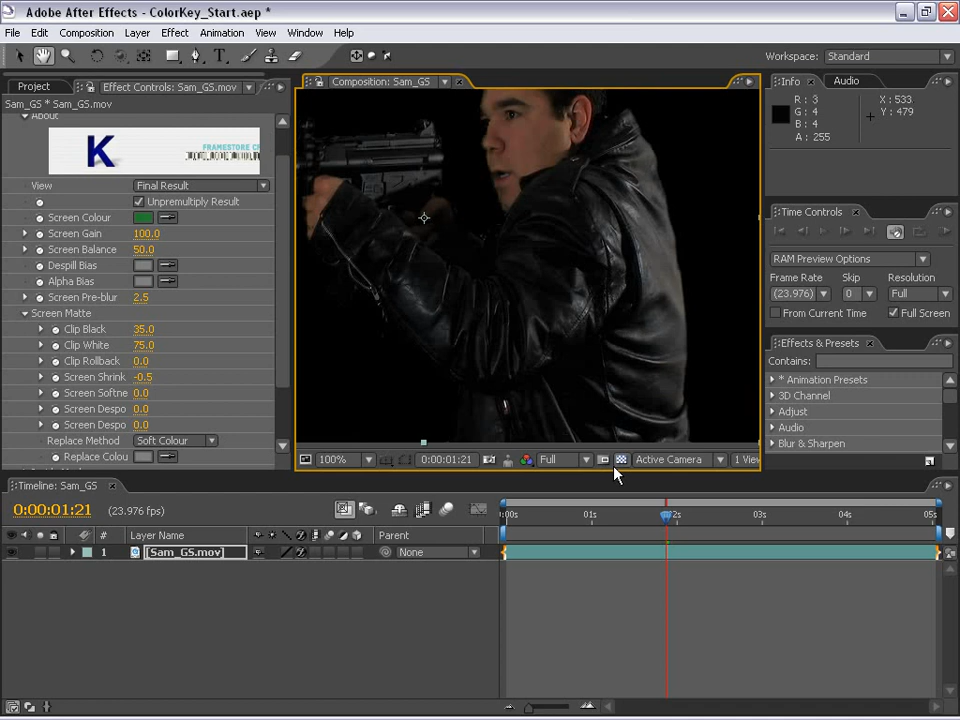 Adobe After Effects - ColorKey_Start.aep *
File Edit Composition Layer Effect Animation View Window Help
Workspace: Standard
Project Effect Controls: Sam_GS.mov
Composition: Sam_GS
Info Audio
Sam_GS * Sam_GS.mov
R: 3 X: 533
G: 4 Y: 479
B: 4
A: 255
About
K FRAMESTORE CF
View Final Result
Unpremultiply Result
Screen Colour
Screen Gain 100.0
Screen Balance 50.0
Despill Bias
Alpha Bias
Screen Pre-blur 2.5
Screen Matte
Clip Black 35.0
Clip White 75.0
Clip Rollback 0.0
Screen Shrink -0.5
Screen Softne 0.0
Screen Despo 0.0
Screen Despo 0.0
Replace Method Soft Colour
Replace Colou
Time Controls
RAM Preview Options
Frame Rate Skip Resolution
(23.976) 0 Full
From Current Time Full Screen
Effects & Presets
Contains:
* Animation Presets
3D Channel
Adjust
Audio
Blur & Sharpen
100% 0:00:01:21 Full Active Camera 1 Viev
Timeline: Sam_GS
0:00:01:21 (23.976 fps)
:00s 01s 2s 03s 04s 05s
# Layer Name Parent
1 [Sam_GS.mov] None